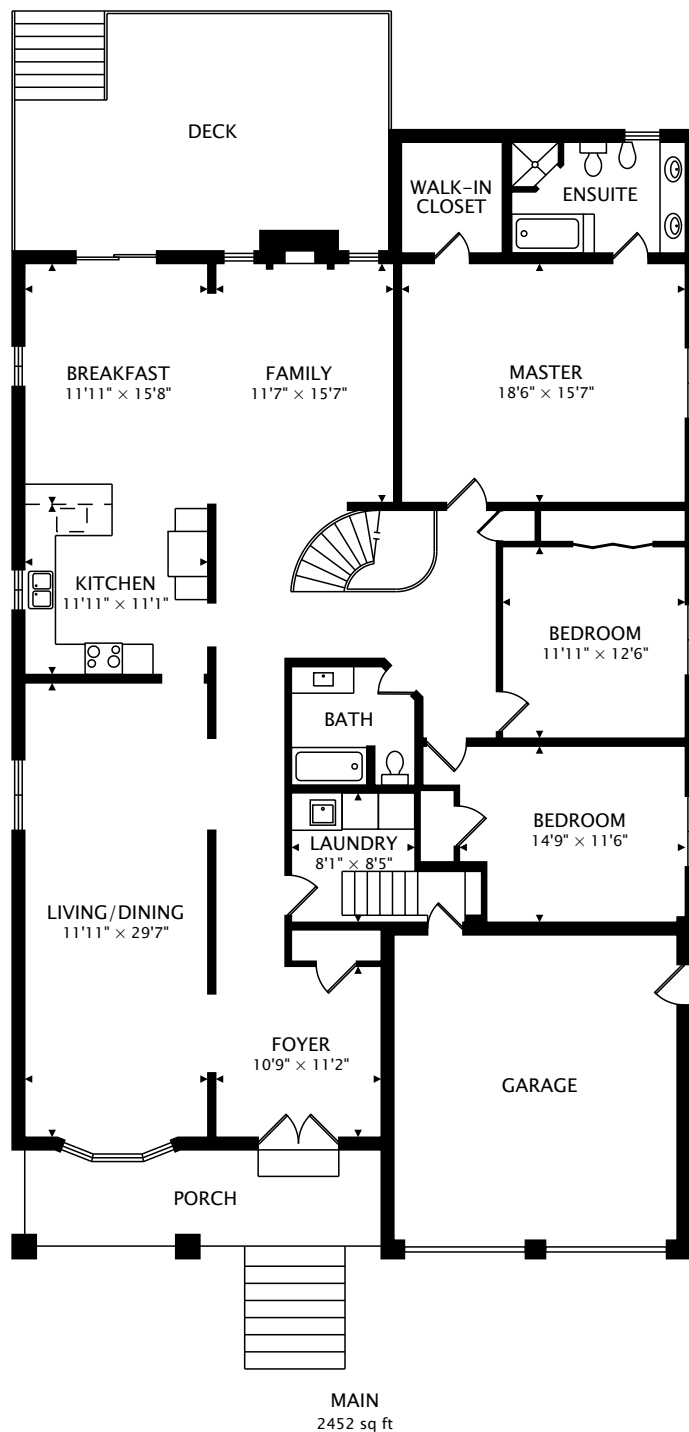 DECK
WALK-IN
CLOSET
ENSUITE
BREAKFAST
11'11" × 15'8"
FAMILY
11'7" × 15'7"
MASTER
18'6" × 15'7"
KITCHEN
11'11" × 11'1"
BEDROOM
11'11" × 12'6"
BATH
BEDROOM
14'9" × 11'6"
LAUNDRY
8'1" × 8'5"
LIVING/DINING
11'11" × 29'7"
FOYER
10'9" × 11'2"
GARAGE
PORCH
MAIN
2452 sq ft